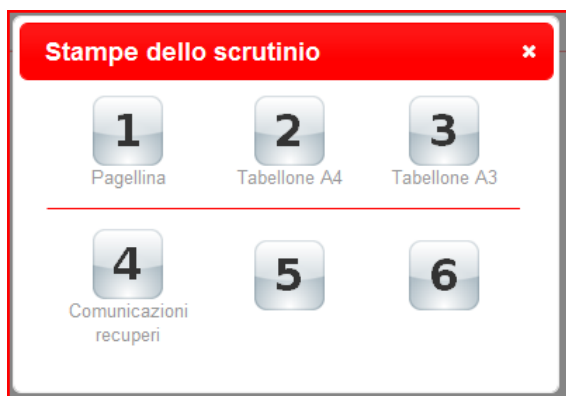 Stampe dello scrutinio ×
1 2 3
Pagellina Tabellone A4 Tabellone A3
4 5 6
Comunicazioni
recuperi